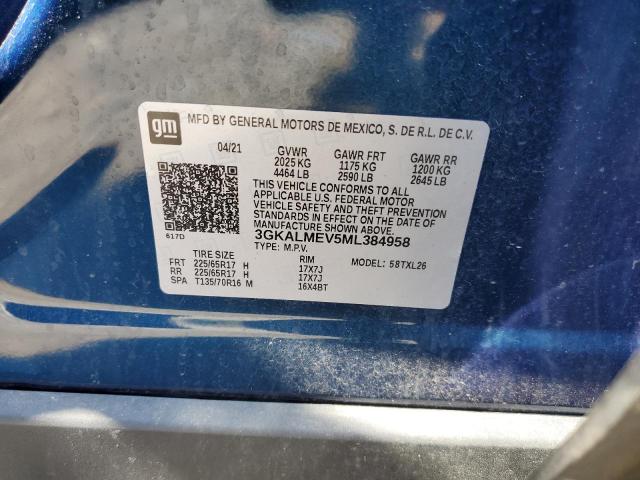 gm
MFD BY GENERAL MOTORS DE MEXICO, S. DE R.L. DE C.V.
04/21 GVWR GAWR FRT GAWR RR
2025 KG 1175 KG 1200 KG
4464 LB 2590 LB 2645 LB
THIS VEHICLE CONFORMS TO ALL
APPLICABLE U.S. FEDERAL MOTOR
VEHICLE SAFETY AND THEFT PREVENTION
STANDARDS IN EFFECT ON THE DATE OF
617D
3GKALMEV5ML384958
TYPE: M.P.V. MODEL: 58TXL26
TIRE SIZE RIM
FRT 225/65R17 H 17X7J
RR 225/65R17 H 17X7J
SPA T135/70R16 M 16X4BT